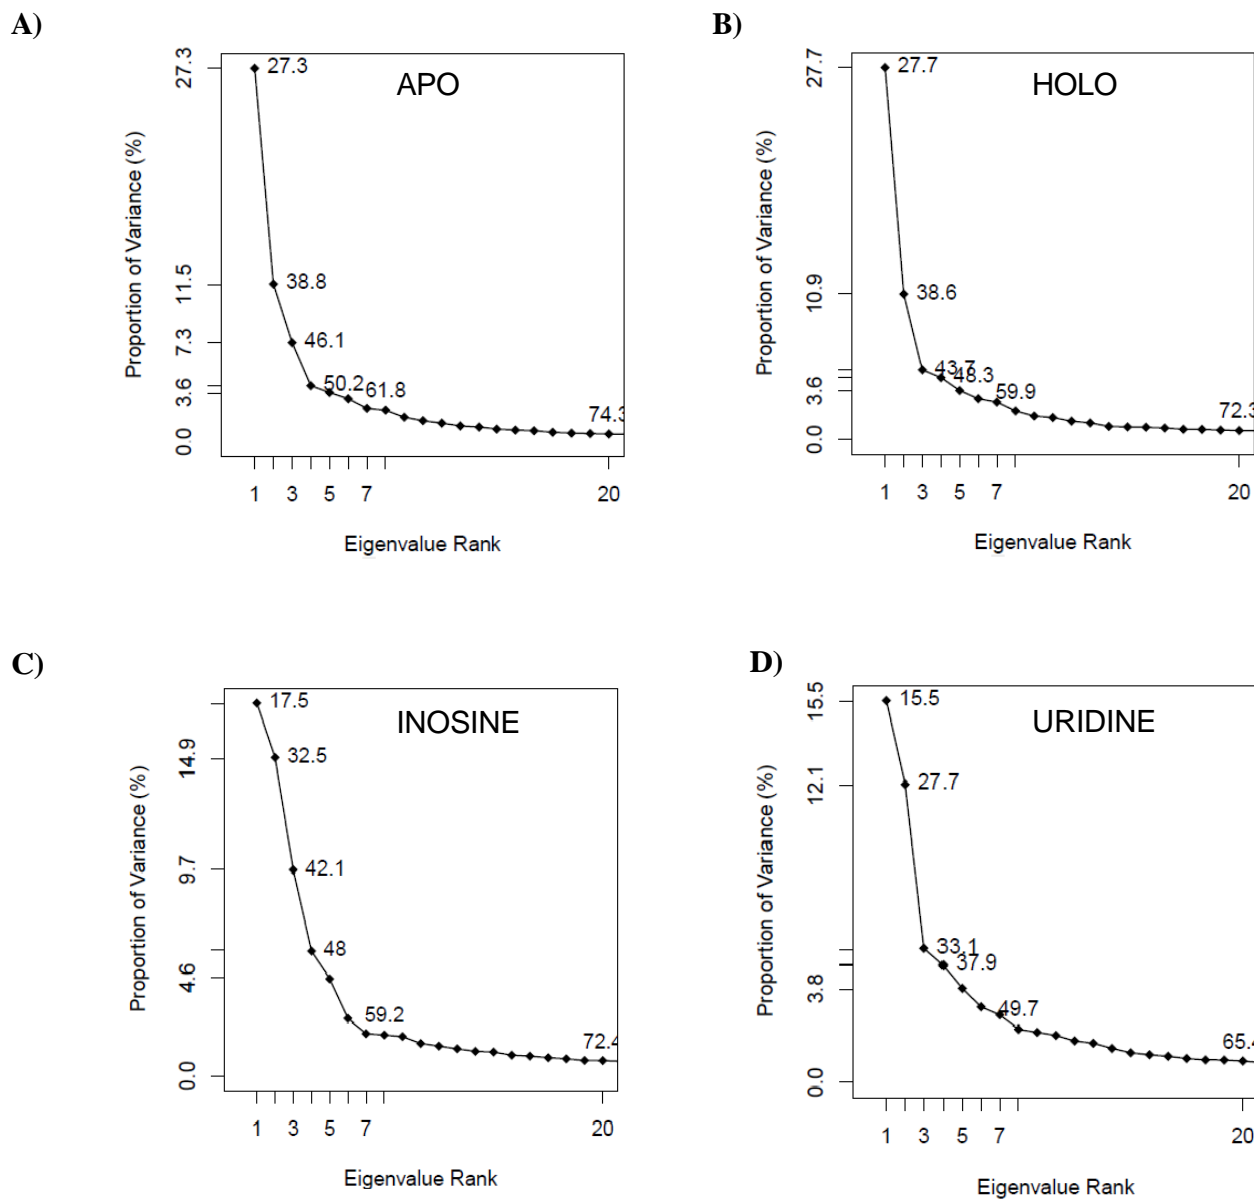 A)
APO
Proportion of Variance (%)
27.3
11.5
7.3
3.6
0.0
27.3
38.8
46.1
50.2
61.8
74.3
1 3 5 7 20
Eigenvalue Rank
B)
HOLO
Proportion of Variance (%)
27.7
10.9
3.6
0.0
27.7
38.6
43.7
48.3
59.9
72.3
1 3 5 7 20
Eigenvalue Rank
C)
INOSINE
Proportion of Variance (%)
14.9
9.7
4.6
0.0
17.5
32.5
42.1
48
59.2
72.4
1 3 5 7 20
Eigenvalue Rank
D)
URIDINE
Proportion of Variance (%)
15.5
12.1
3.8
0.0
15.5
27.7
33.1
37.9
49.7
65.4
1 3 5 7 20
Eigenvalue Rank